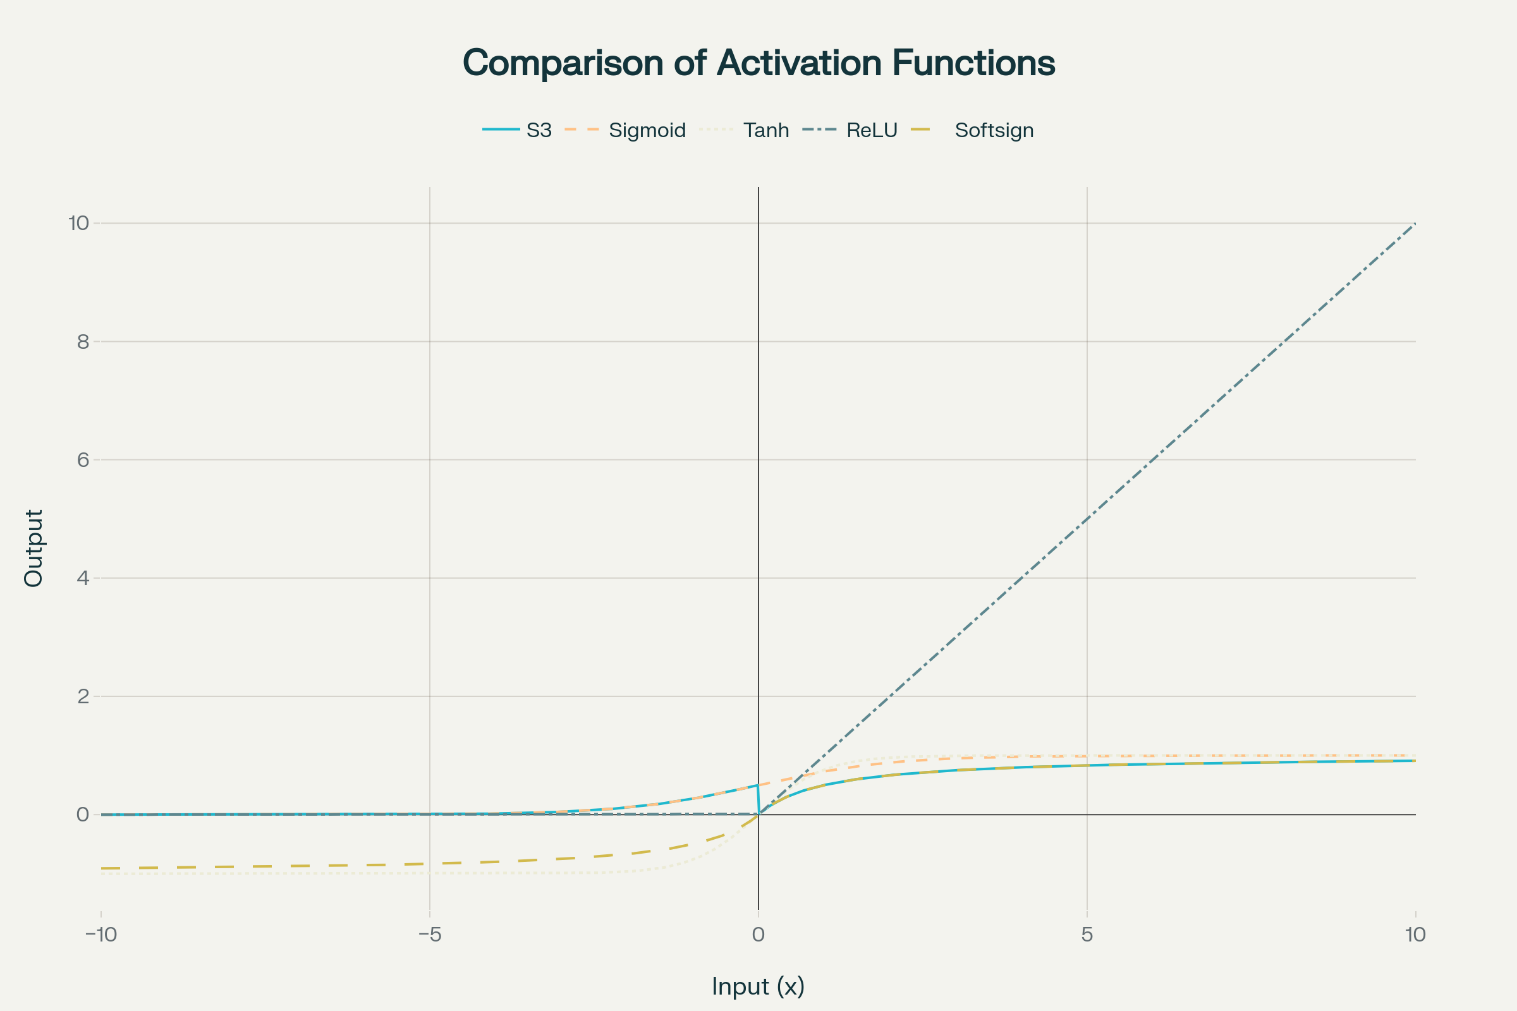 Comparison of Activation Functions
S3 Sigmoid Tanh ReLU Softsign
10
8
6
4
2
0
Output
−10 −5 0 5 10
Input (x)